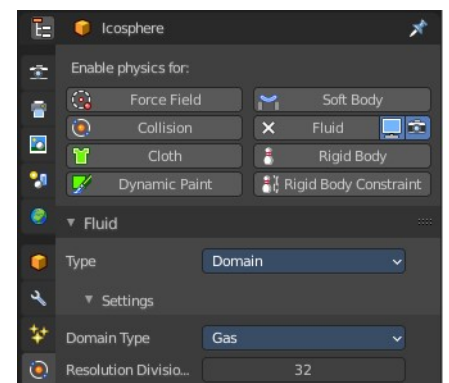 Icosphere
Enable physics for:
Force Field Soft Body
Collision Fluid
Cloth Rigid Body
Dynamic Paint Rigid Body Constraint
Fluid
Type Domain
Settings
Domain Type Gas
Resolution Divisio... 32